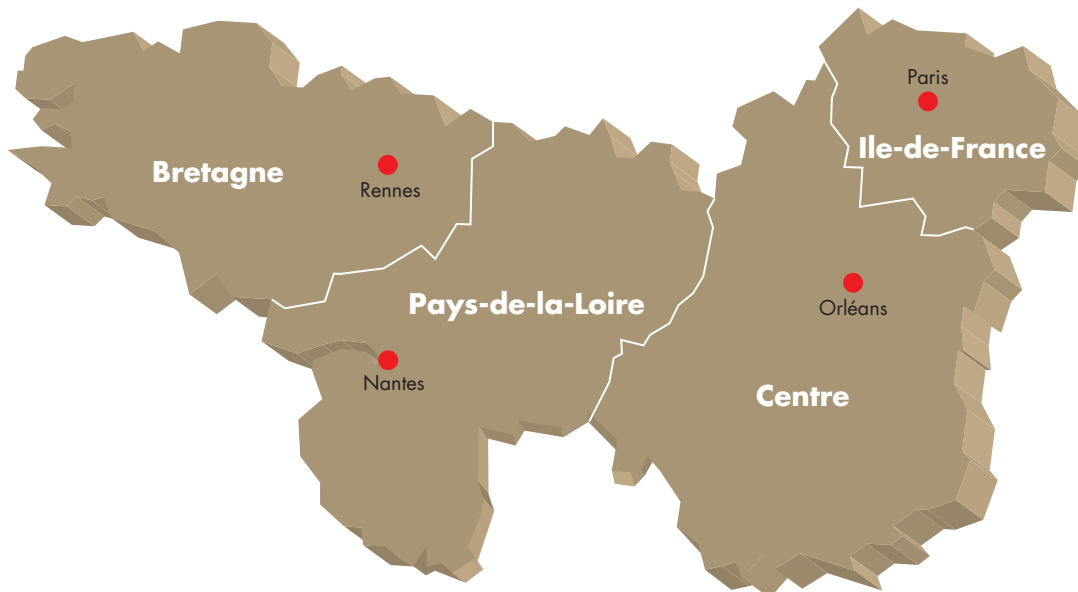 Paris
Ile-de-France
Bretagne
Rennes
Pays-de-la-Loire
Orléans
Nantes
Centre